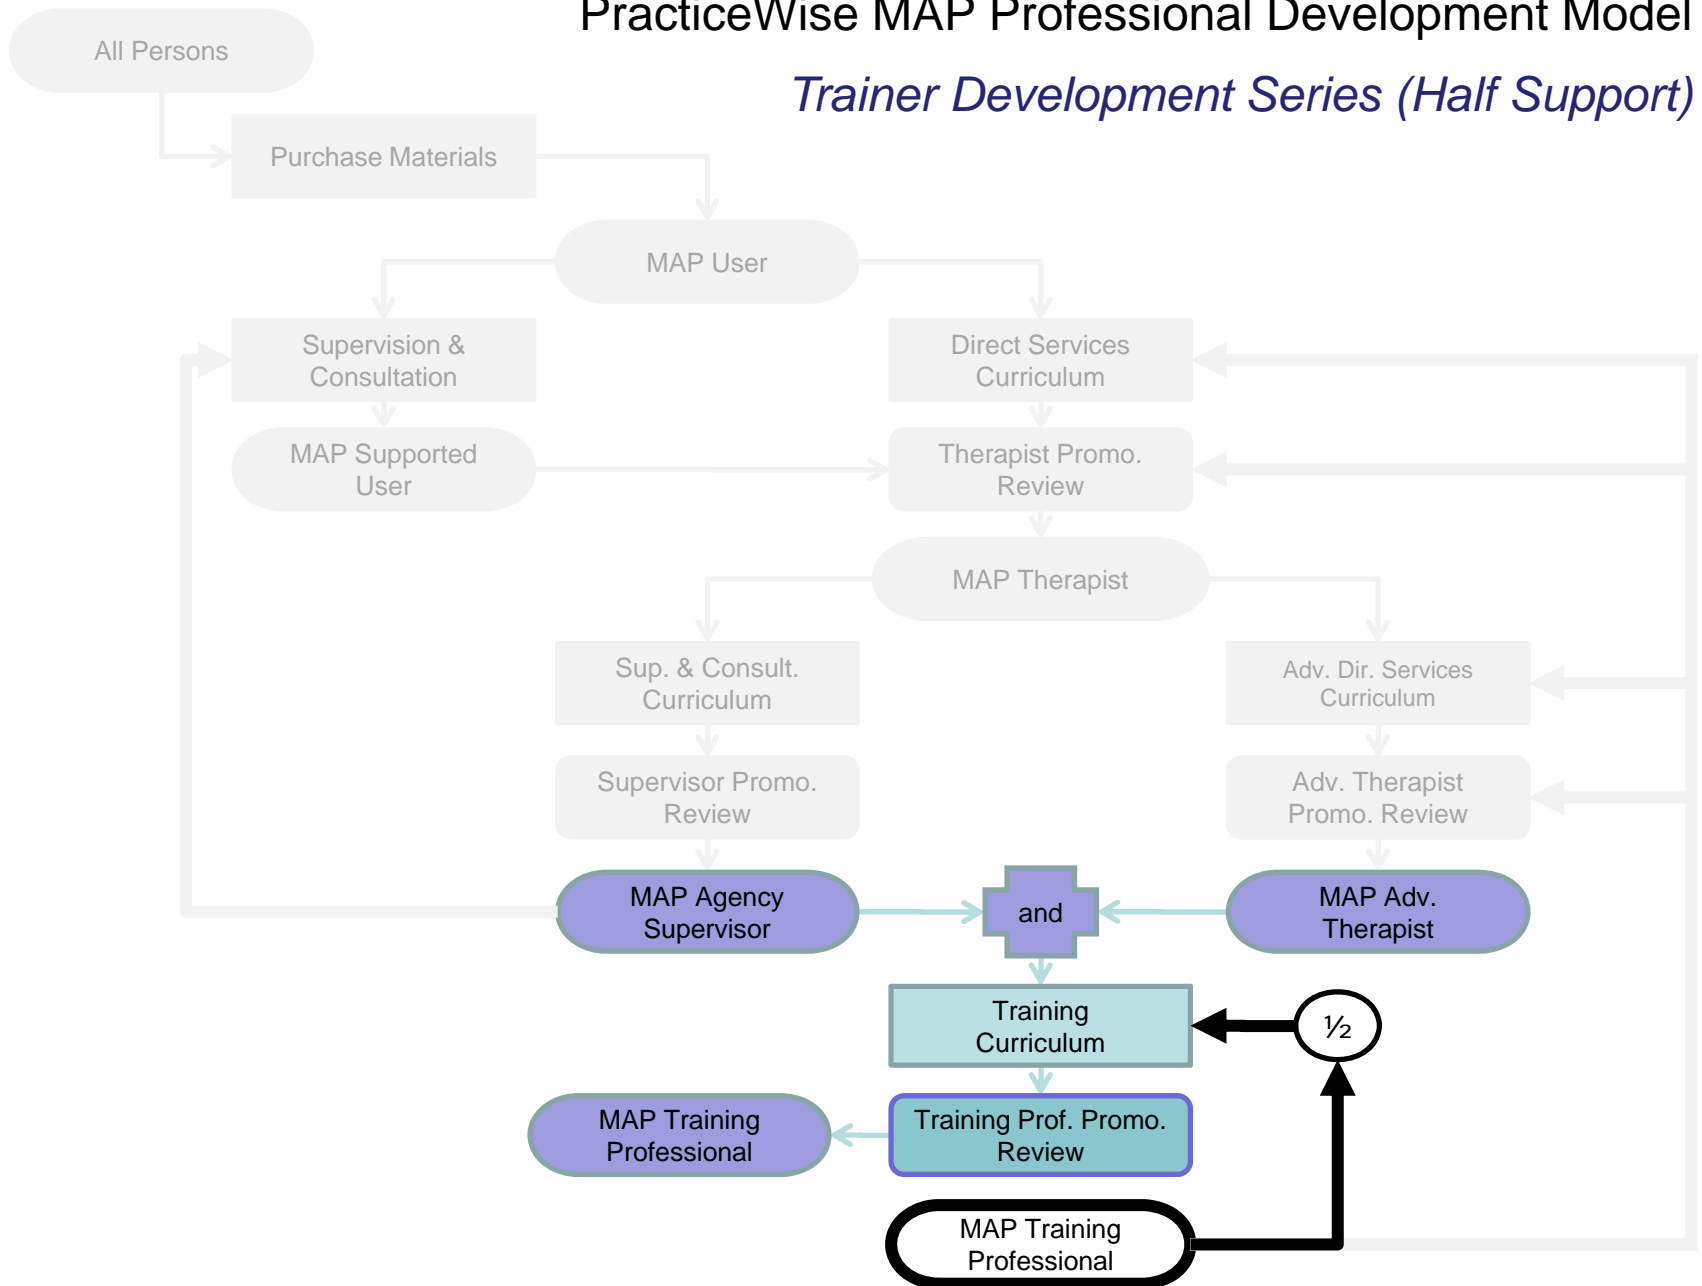 PracticeWise MAP Professional Development Model
Trainer Development Series (Half Support)
All Persons
Purchase Materials
MAP User
Supervision &
Consultation
Direct Services
Curriculum
MAP Supported
User
Therapist Promo.
Review
MAP Therapist
Sup. & Consult.
Curriculum
Adv. Dir. Services
Curriculum
Supervisor Promo.
Review
Adv. Therapist
Promo. Review
MAP Agency
Supervisor
and
MAP Adv.
Therapist
Training
Curriculum
½
MAP Training
Professional
Training Prof. Promo.
Review
MAP Training
Professional